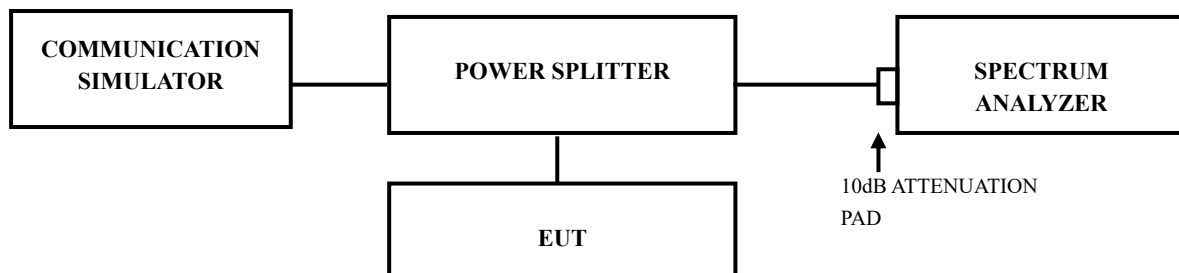 COMMUNICATION
SIMULATOR
POWER SPLITTER
SPECTRUM
ANALYZER
10dB ATTENUATION
PAD
EUT